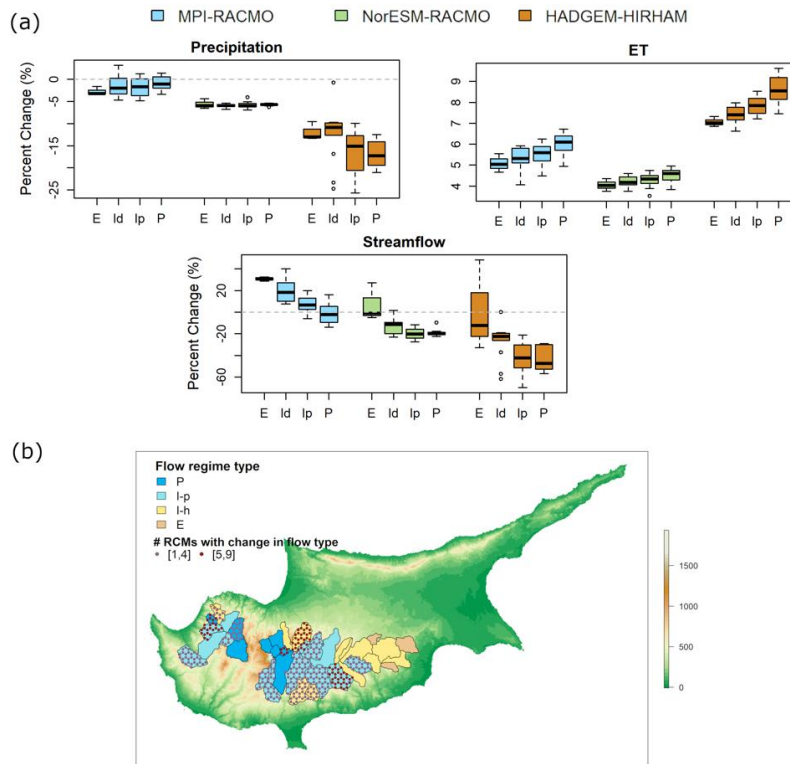 (a)
MPI-RACMO NorESM-RACMO HADGEM-HIRHAM
Precipitation
Percent Change (%)
0
-5
-15
-25
E Id Ip P E Id Ip P E Id Ip P
ET
9
8
7
6
5
4
E Id Ip P E Id Ip P E Id Ip P
Streamflow
Percent Change (%)
20
-20
-60
E Id Ip P E Id Ip P E Id Ip P
(b)
Flow regime type
P
I-p
I-h
E
# RCMs with change in flow type
[1,4] [5,9]
1500
1000
500
0